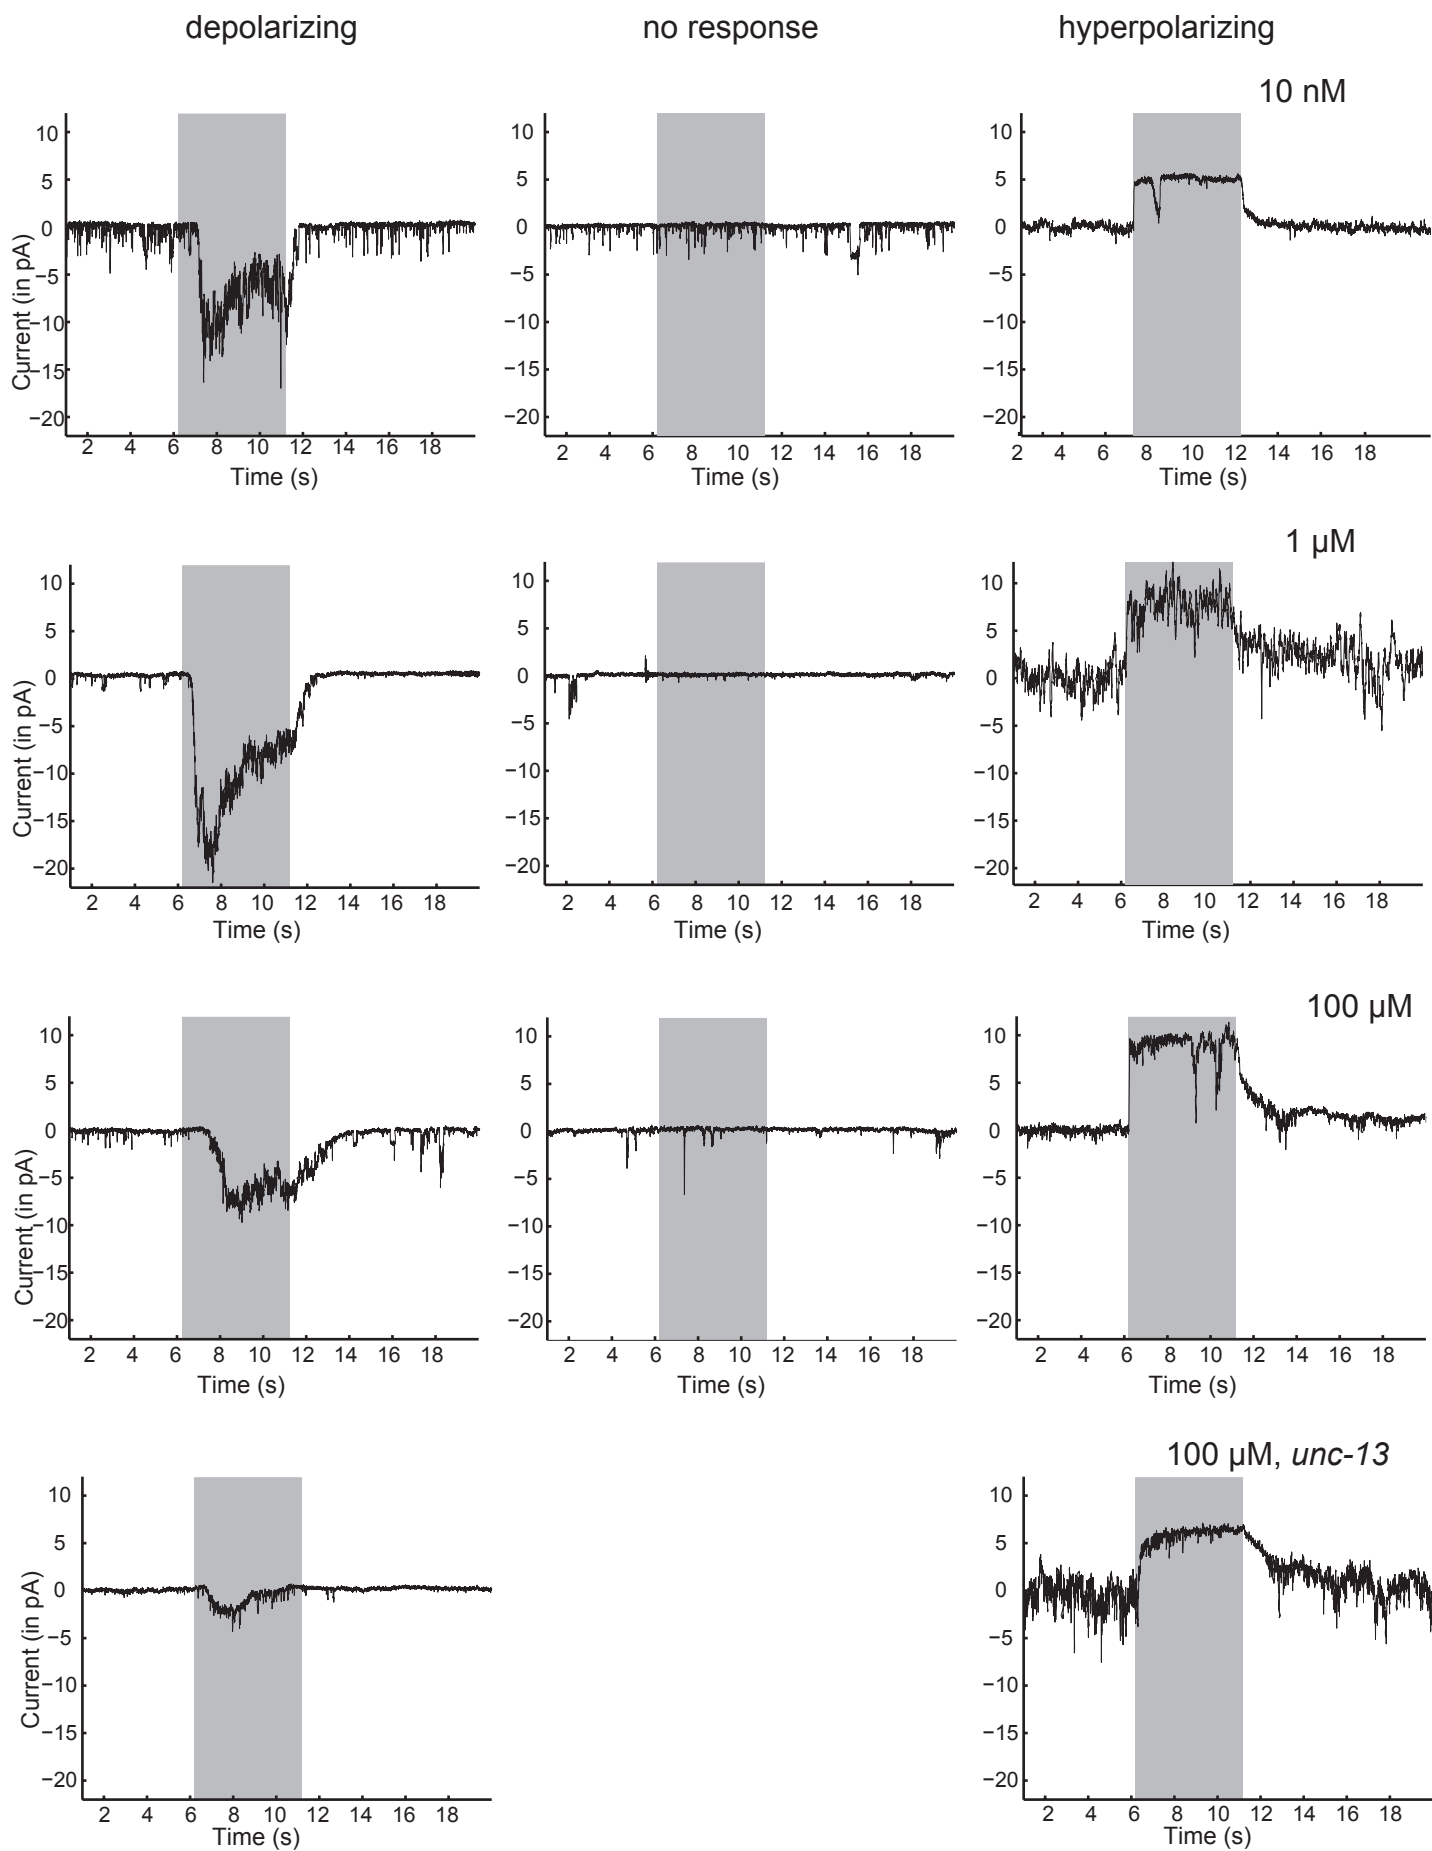 depolarizing no response hyperpolarizing
10 nM
10 10 10
5 5 5
0 0 0
−5 −5 −5
−10 −10 −10
−15 −15 −15
−20 −20 −20
Current (in pA)
2 4 6 8 10 12 14 16 18 2 4 6 8 10 12 14 16 18 2 4 6 8 10 12 14 16 18
Time (s) Time (s) Time (s)
1 µM
10 10 10
5 5 5
0 0 0
−5 −5 −5
−10 −10 −10
−15 −15 −15
−20 −20 −20
Current (in pA)
2 4 6 8 10 12 14 16 18 2 4 6 8 10 12 14 16 18 2 4 6 8 10 12 14 16 18
Time (s) Time (s) Time (s)
100 µM
10 10 10
5 5 5
0 0 0
−5 −5 −5
−10 −10 −10
−15 −15 −15
−20 −20 −20
Current (in pA)
2 4 6 8 10 12 14 16 18 2 4 6 8 10 12 14 16 18 2 4 6 8 10 12 14 16 18
Time (s) Time (s) Time (s)
100 µM, unc-13
10 10
5 5
0 0
−5 −5
−10 −10
−15 −15
−20 −20
Current (in pA)
2 4 6 8 10 12 14 16 18 2 4 6 8 10 12 14 16 18
Time (s) Time (s)